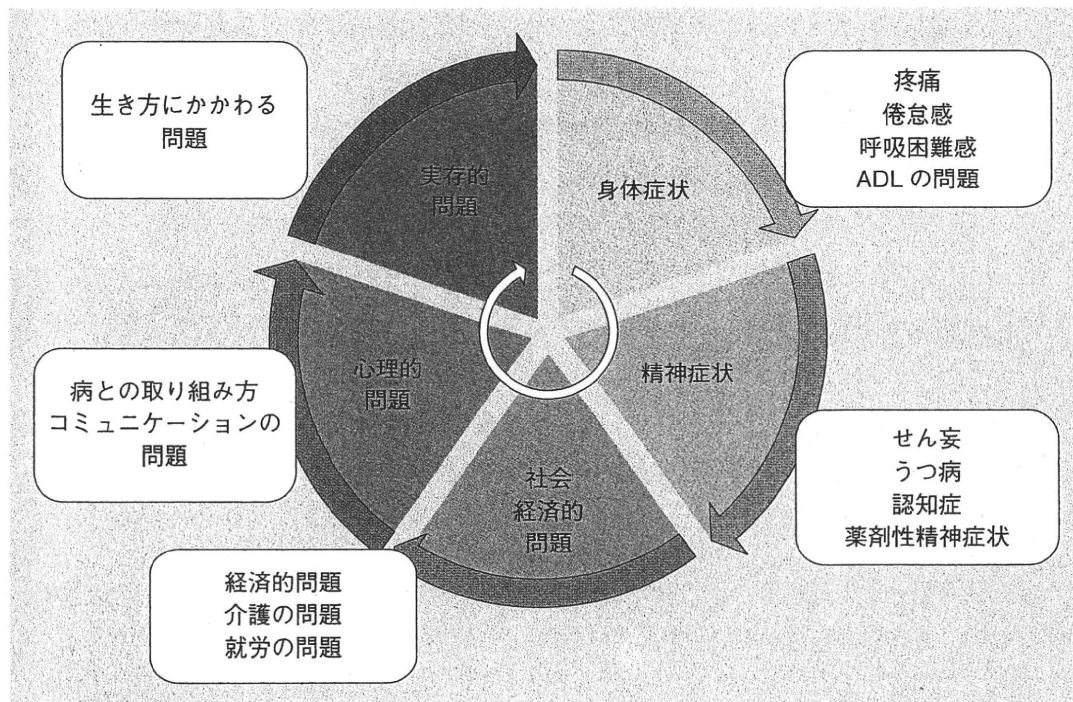 生き方にかかわる
問題
疼痛
倦怠感
呼吸困難感
ADL の問題
実存的
問題
身体症状
心理的
問題
精神症状
病との取り組み方
コミュニケーションの
問題
せん妄
うつ病
認知症
薬剤性精神症状
社会
経済的
問題
経済的問題
介護の問題
就労の問題